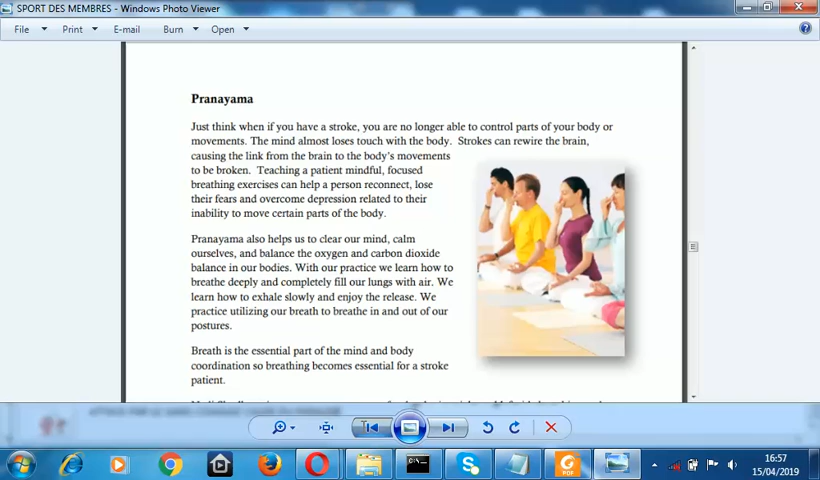 SPORT DES MEMBRES - Windows Photo Viewer
File Print E-mail Burn Open
Pranayama
Just think when if you have a stroke, you are no longer able to control parts of your body or
movements. The mind almost loses touch with the body. Strokes can rewire the brain,
causing the link from the brain to the body's movements
to be broken. Teaching a patient mindful, focused
breathing exercises can help a person reconnect, lose
their fears and overcome depression related to their
inability to move certain parts of the body.
Pranayama also helps us to clear our mind, calm
ourselves, and balance the oxygen and carbon dioxide
balance in our bodies. With our practice we learn how to
breathe deeply and completely fill our lungs with air. We
learn how to exhale slowly and enjoy the release. We
practice utilizing our breath to breathe in and out of our
postures.
Breath is the essential part of the mind and body
coordination so breathing becomes essential for a stroke
patient.
16:57
15/04/2019